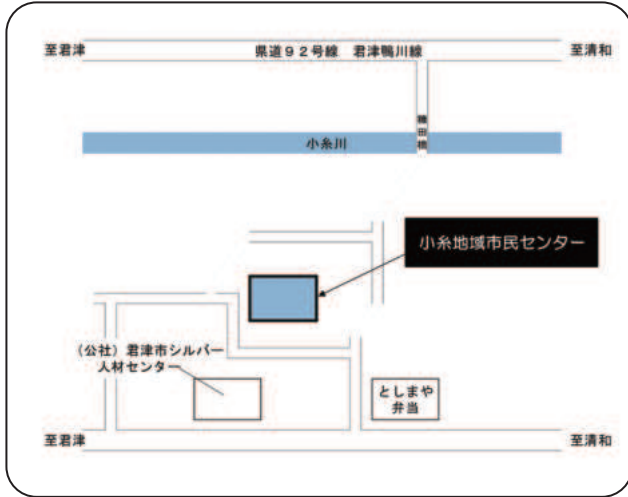 至君津
県道92号線 君津鴨川線
至清和
小糸川
小糸地域市民センター
(公社)君津市シルバー
人材センター
としまや
弁当
至君津
至清和